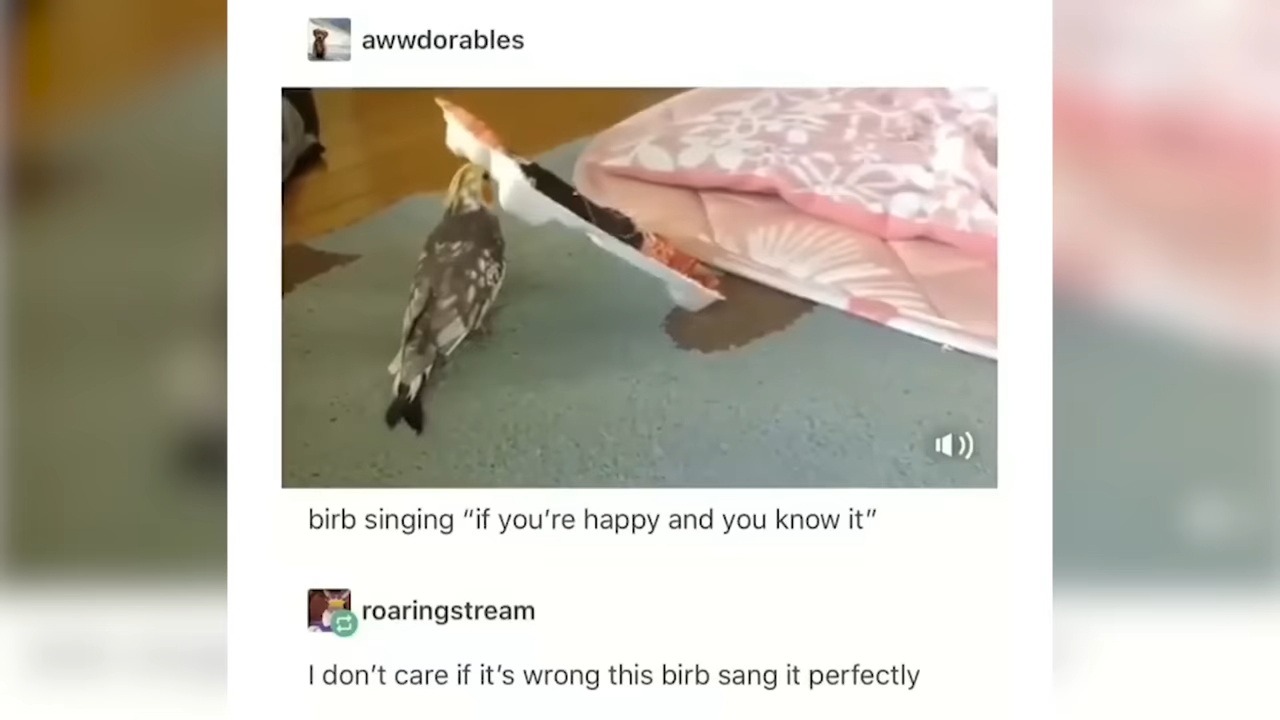 awwdorables
birb singing “if you’re happy and you know it”
roaringstream
I don’t care if it’s wrong this birb sang it perfectly